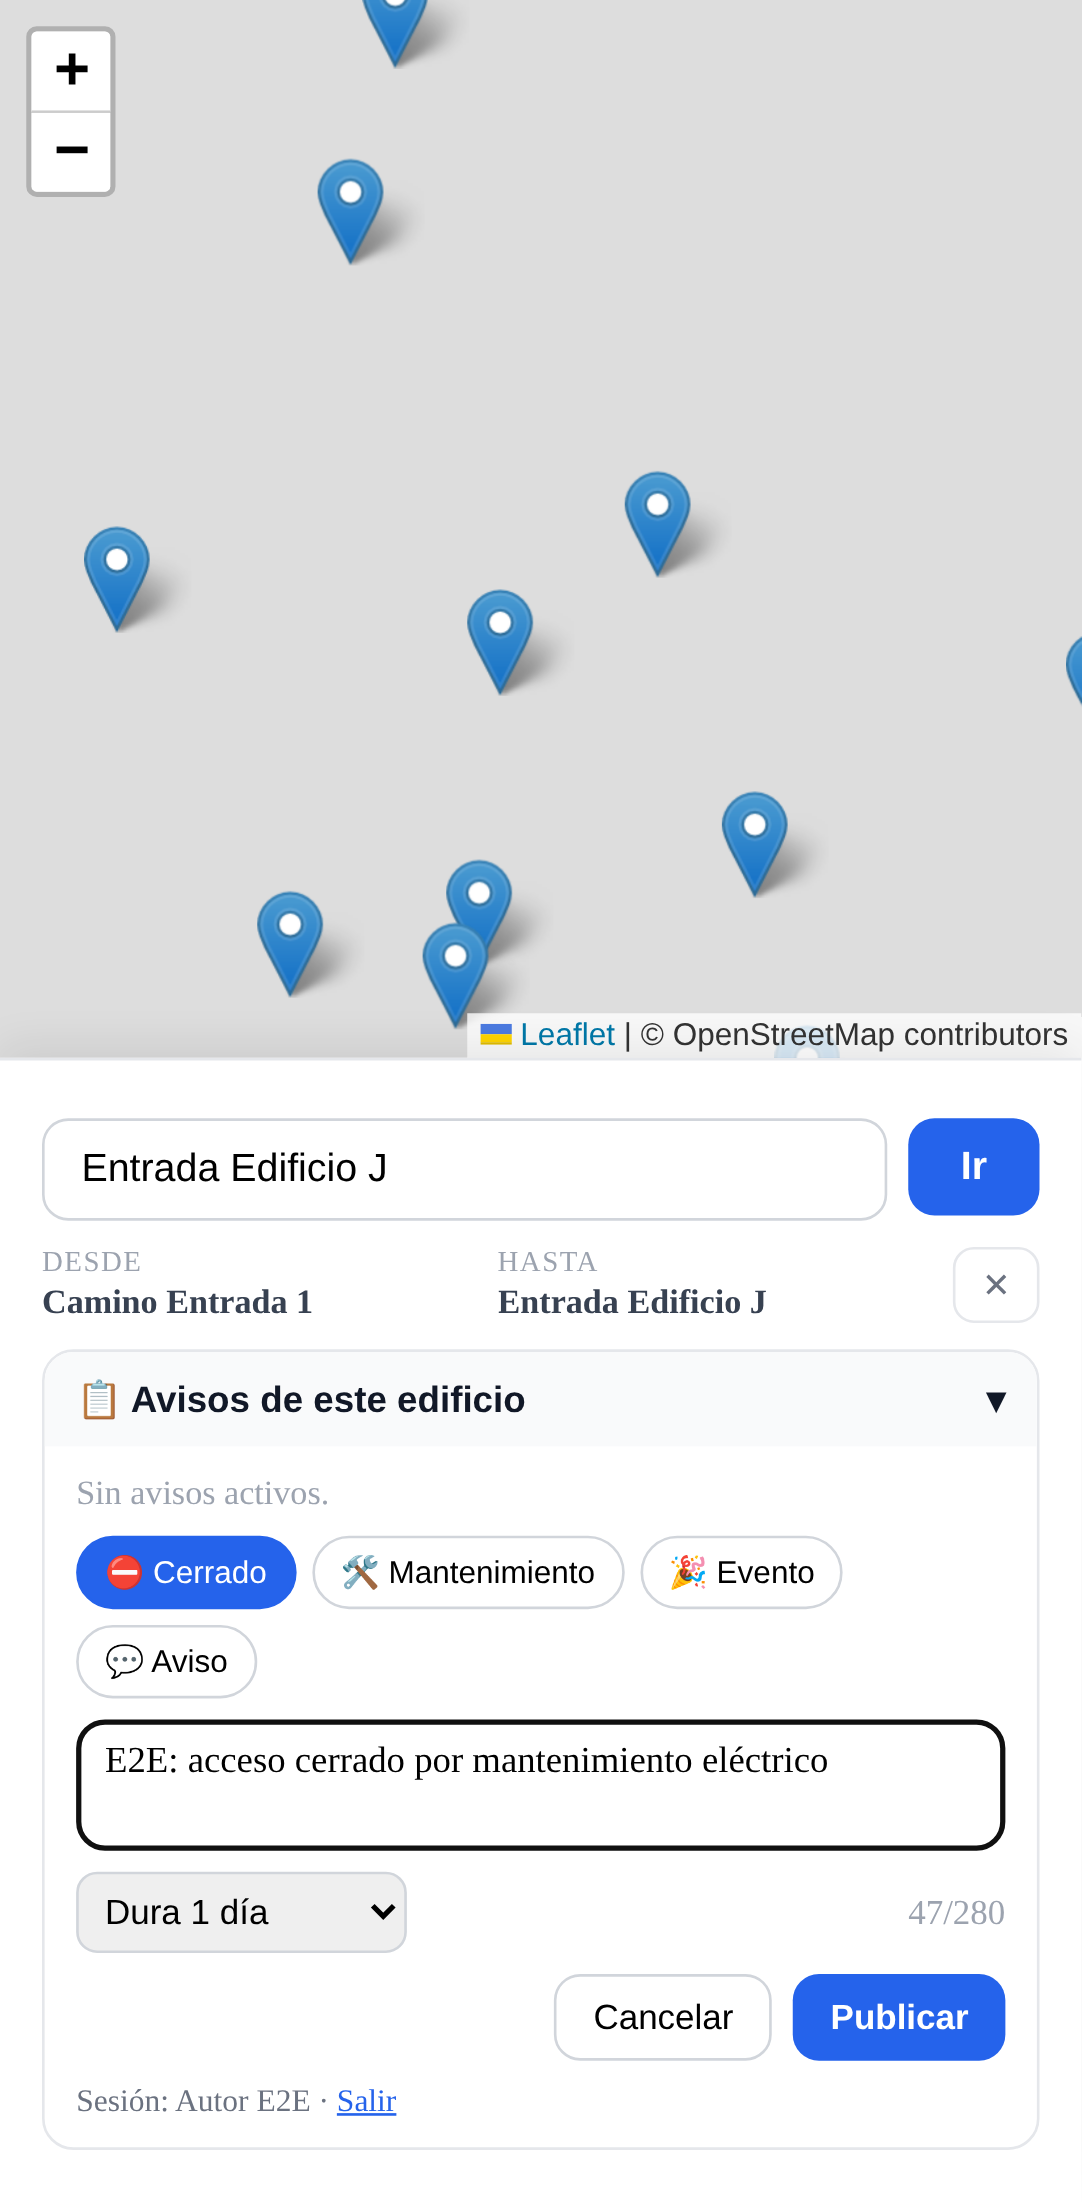 +
−
Leaflet | © OpenStreetMap contributors
Entrada Edificio J
Ir
DESDE
Camino Entrada 1
HASTA
Entrada Edificio J
✕
📋 Avisos de este edificio ▼
Sin avisos activos.
⛔ Cerrado
🛠️ Mantenimiento
🎉 Evento
💬 Aviso
E2E: acceso cerrado por mantenimiento eléctrico
Dura 1 día
47/280
Cancelar
Publicar
Sesión: Autor E2E · Salir